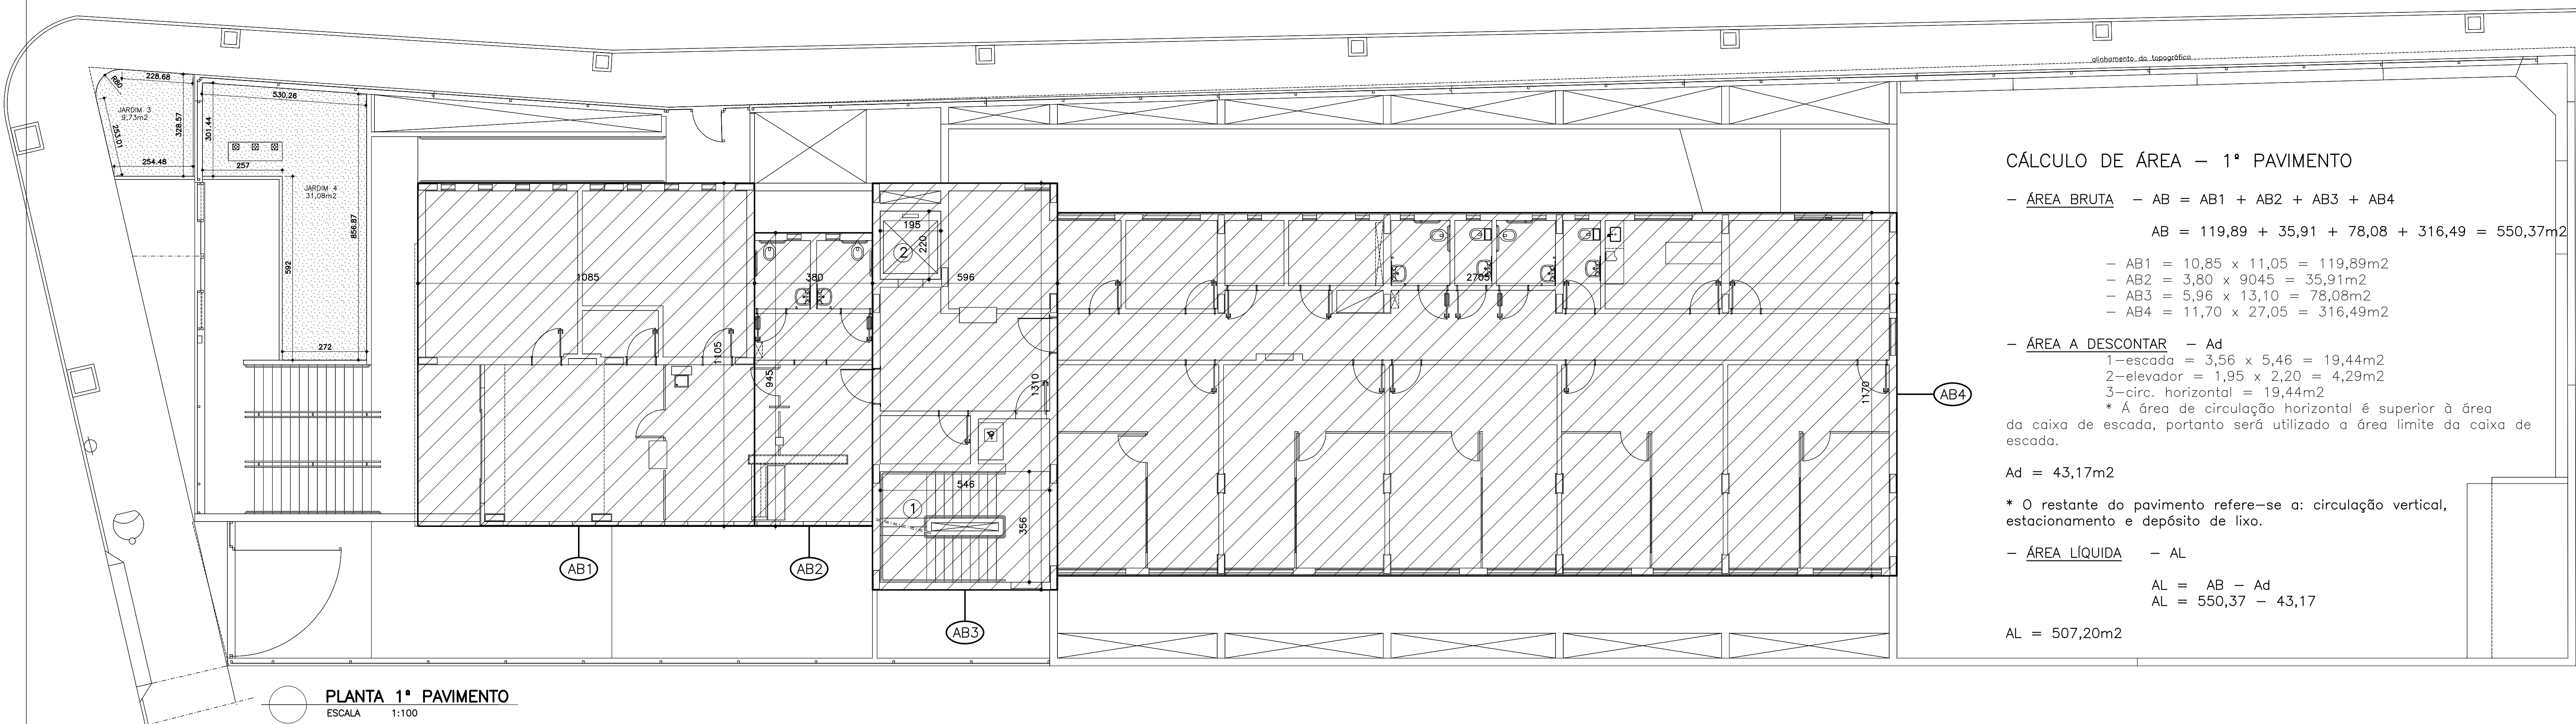 alinhamento do topográfico
R80
228.68
JARDIM 3
9,73m2
253.01
328.57
254.48
530.26
301.44
257
JARDIM 4
31,08m2
856.87
592
272
1085
1105
380
945
195
220
2
596
1310
546
1
356
2705
1170
AB1
AB2
AB3
AB4
CÁLCULO DE ÁREA – 1ª PAVIMENTO
– ÁREA BRUTA – AB = AB1 + AB2 + AB3 + AB4
AB = 119,89 + 35,91 + 78,08 + 316,49 = 550,37m2
– AB1 = 10,85 x 11,05 = 119,89m2
– AB2 = 3,80 x 9045 = 35,91m2
– AB3 = 5,96 x 13,10 = 78,08m2
– AB4 = 11,70 x 27,05 = 316,49m2
– ÁREA A DESCONTAR – Ad
1–escada = 3,56 x 5,46 = 19,44m2
2–elevador = 1,95 x 2,20 = 4,29m2
3–circ. horizontal = 19,44m2
* Á área de circulação horizontal é superior à área
da caixa de escada, portanto será utilizado a área limite da caixa de
escada.
Ad = 43,17m2
* O restante do pavimento refere–se a: circulação vertical,
estacionamento e depósito de lixo.
– ÁREA LÍQUIDA – AL
AL = AB – Ad
AL = 550,37 – 43,17
AL = 507,20m2
PLANTA 1ª PAVIMENTO
ESCALA 1:100